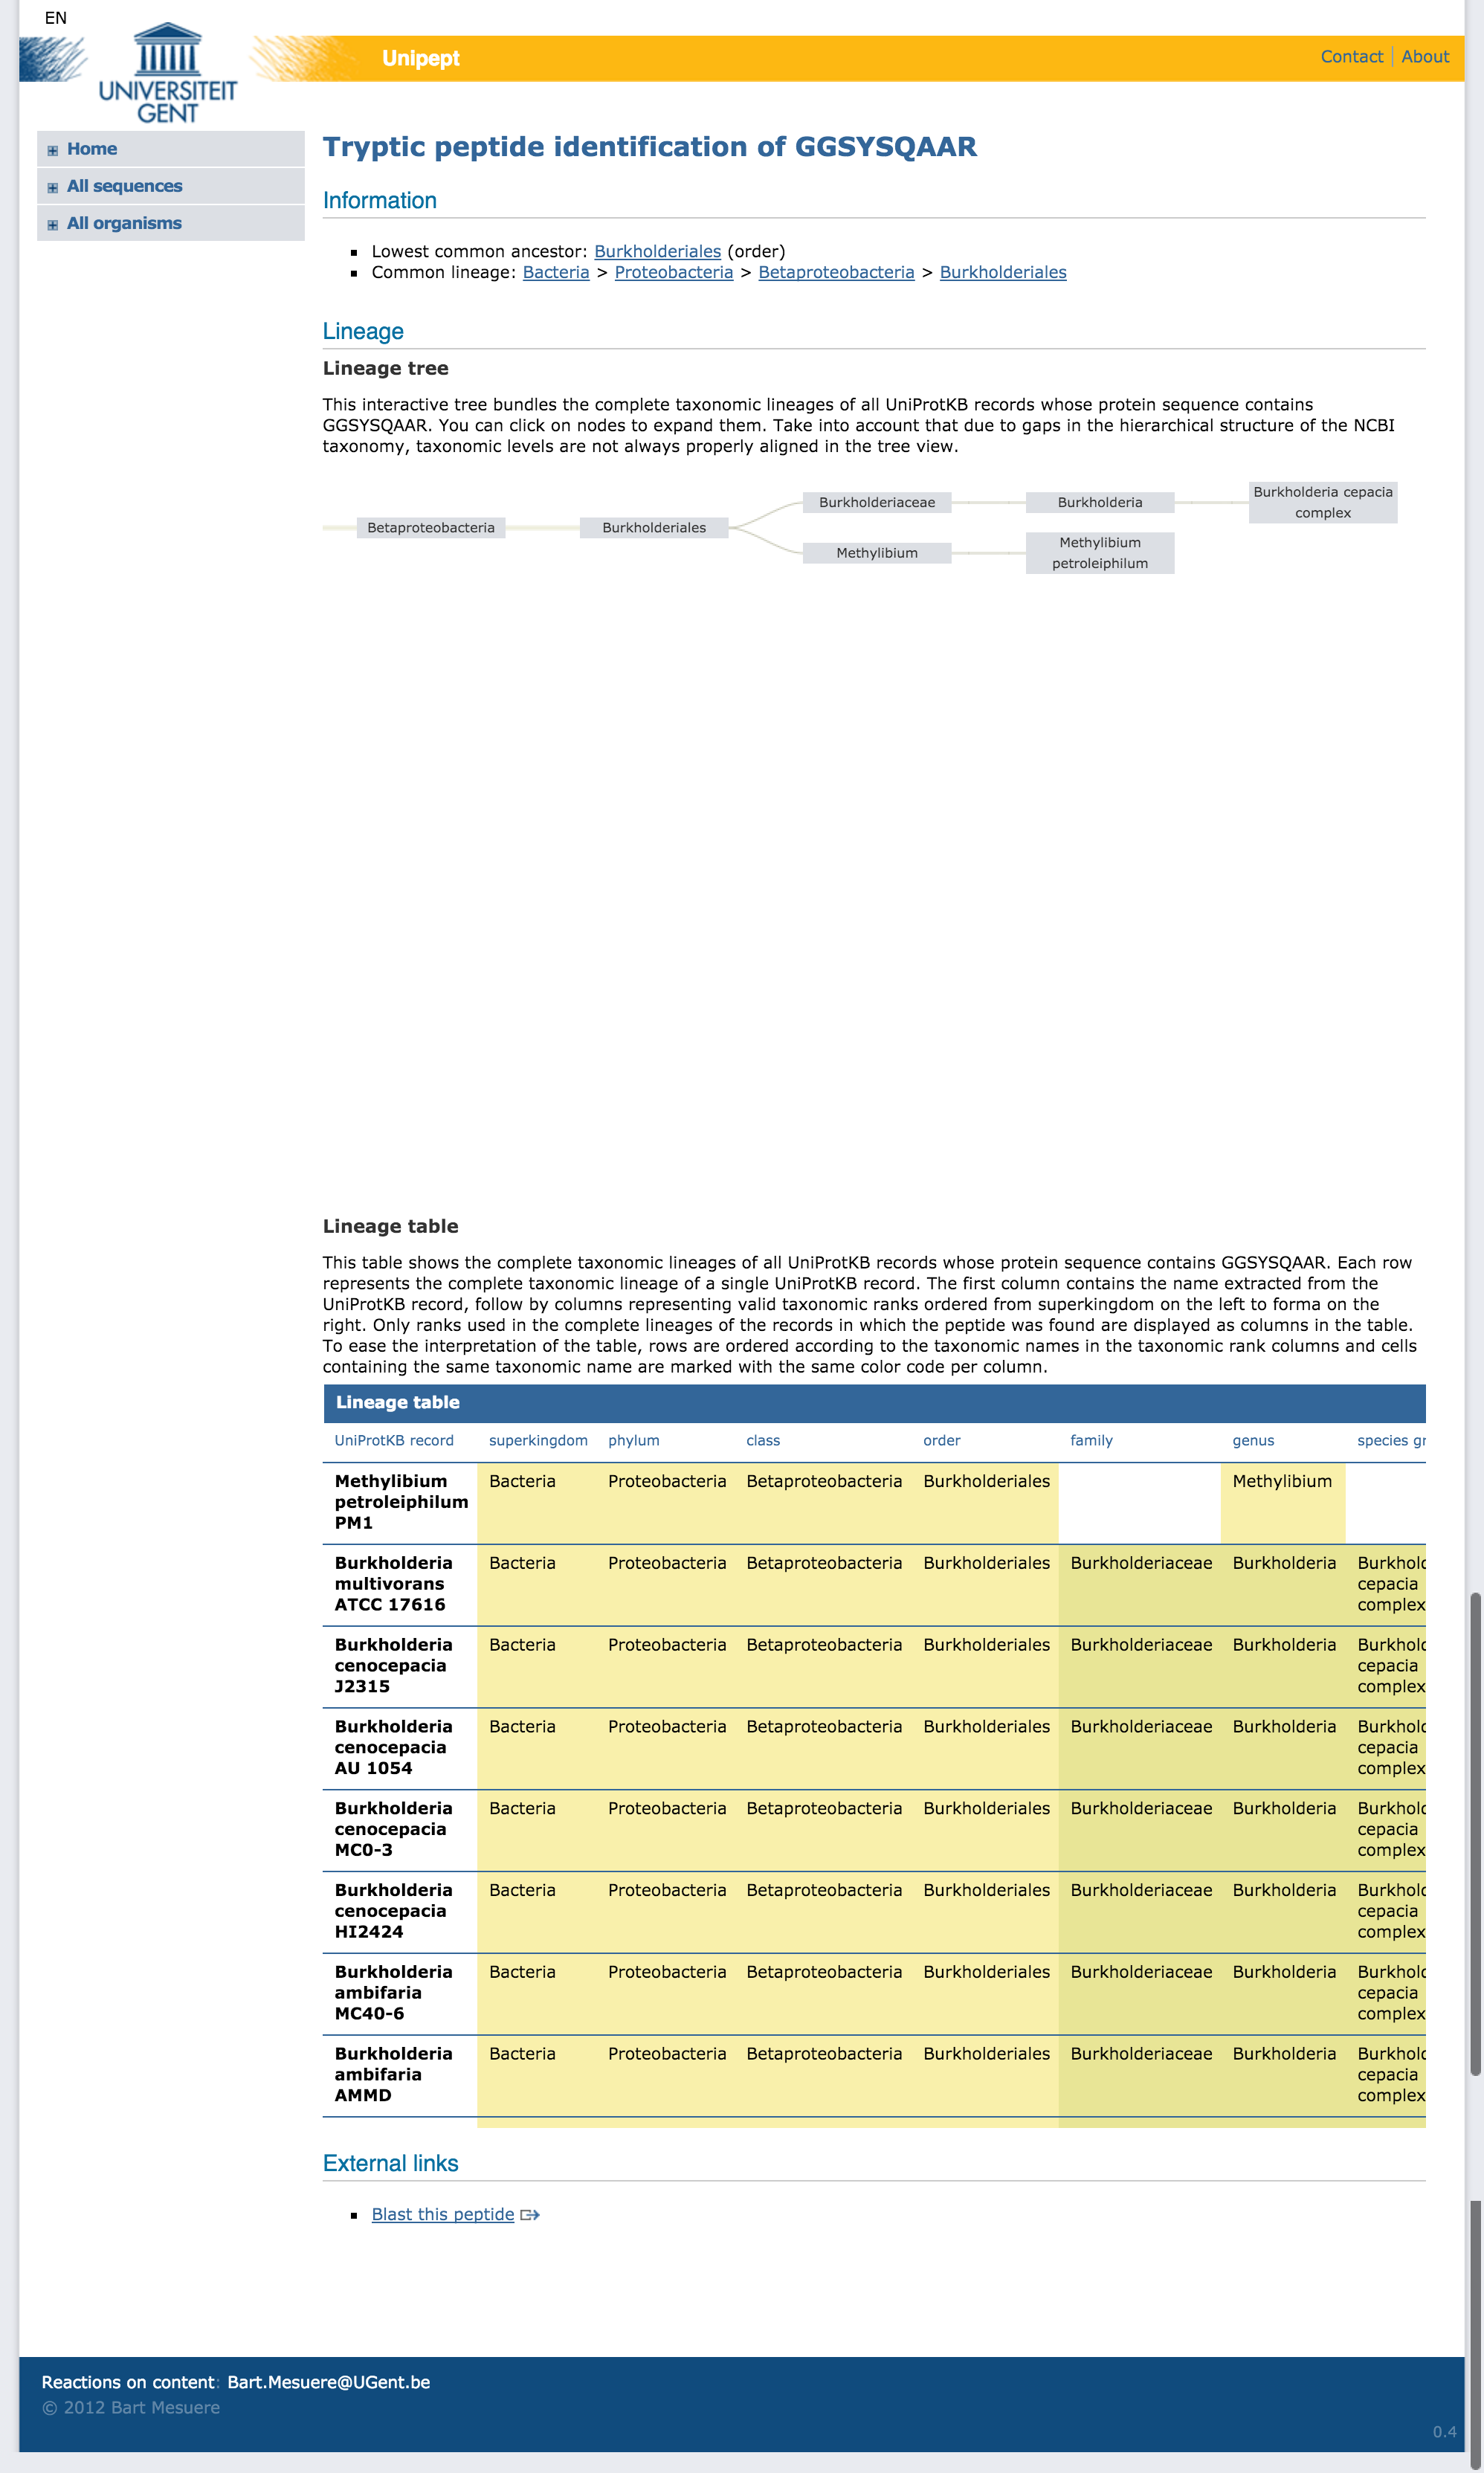 EN
UNIVERSITEIT
GENT
Unipept
Contact
About
Home
All sequences
All organisms
Tryptic peptide identification of GGSYSQAAR
Information
Lowest common ancestor: Burkholderiales (order)
Common lineage: Bacteria > Proteobacteria > Betaproteobacteria > Burkholderiales
Lineage
Lineage tree
This interactive tree bundles the complete taxonomic lineages of all UniProtKB records whose protein sequence contains
GGSYSQAAR. You can click on nodes to expand them. Take into account that due to gaps in the hierarchical structure of the NCBI
taxonomy, taxonomic levels are not always properly aligned in the tree view.
Betaproteobacteria
Burkholderiales
Burkholderiaceae
Burkholderia
Burkholderia cepacia
complex
Methylibium
Methylibium
petroleiphilum
Lineage table
This table shows the complete taxonomic lineages of all UniProtKB records whose protein sequence contains GGSYSQAAR. Each row
represents the complete taxonomic lineage of a single UniProtKB record. The first column contains the name extracted from the
UniProtKB record, follow by columns representing valid taxonomic ranks ordered from superkingdom on the left to forma on the
right. Only ranks used in the complete lineages of the records in which the peptide was found are displayed as columns in the table.
To ease the interpretation of the table, rows are ordered according to the taxonomic names in the taxonomic rank columns and cells
containing the same taxonomic name are marked with the same color code per column.
Lineage table
UniProtKB record superkingdom phylum class order family genus species gr
Methylibium Bacteria Proteobacteria Betaproteobacteria Burkholderiales Methylibium
petroleiphilum
PM1
Burkholderia Bacteria Proteobacteria Betaproteobacteria Burkholderiales Burkholderiaceae Burkholderia Burkhold
multivorans cepacia
ATCC 17616 complex
Burkholderia Bacteria Proteobacteria Betaproteobacteria Burkholderiales Burkholderiaceae Burkholderia Burkhold
cenocepacia cepacia
J2315 complex
Burkholderia Bacteria Proteobacteria Betaproteobacteria Burkholderiales Burkholderiaceae Burkholderia Burkhold
cenocepacia cepacia
AU 1054 complex
Burkholderia Bacteria Proteobacteria Betaproteobacteria Burkholderiales Burkholderiaceae Burkholderia Burkhold
cenocepacia cepacia
MC0-3 complex
Burkholderia Bacteria Proteobacteria Betaproteobacteria Burkholderiales Burkholderiaceae Burkholderia Burkhold
cenocepacia cepacia
HI2424 complex
Burkholderia Bacteria Proteobacteria Betaproteobacteria Burkholderiales Burkholderiaceae Burkholderia Burkhold
ambifaria cepacia
MC40-6 complex
Burkholderia Bacteria Proteobacteria Betaproteobacteria Burkholderiales Burkholderiaceae Burkholderia Burkhold
ambifaria cepacia
AMMD complex
External links
Blast this peptide
Reactions on content: Bart.Mesuere@UGent.be
© 2012 Bart Mesuere
0.4